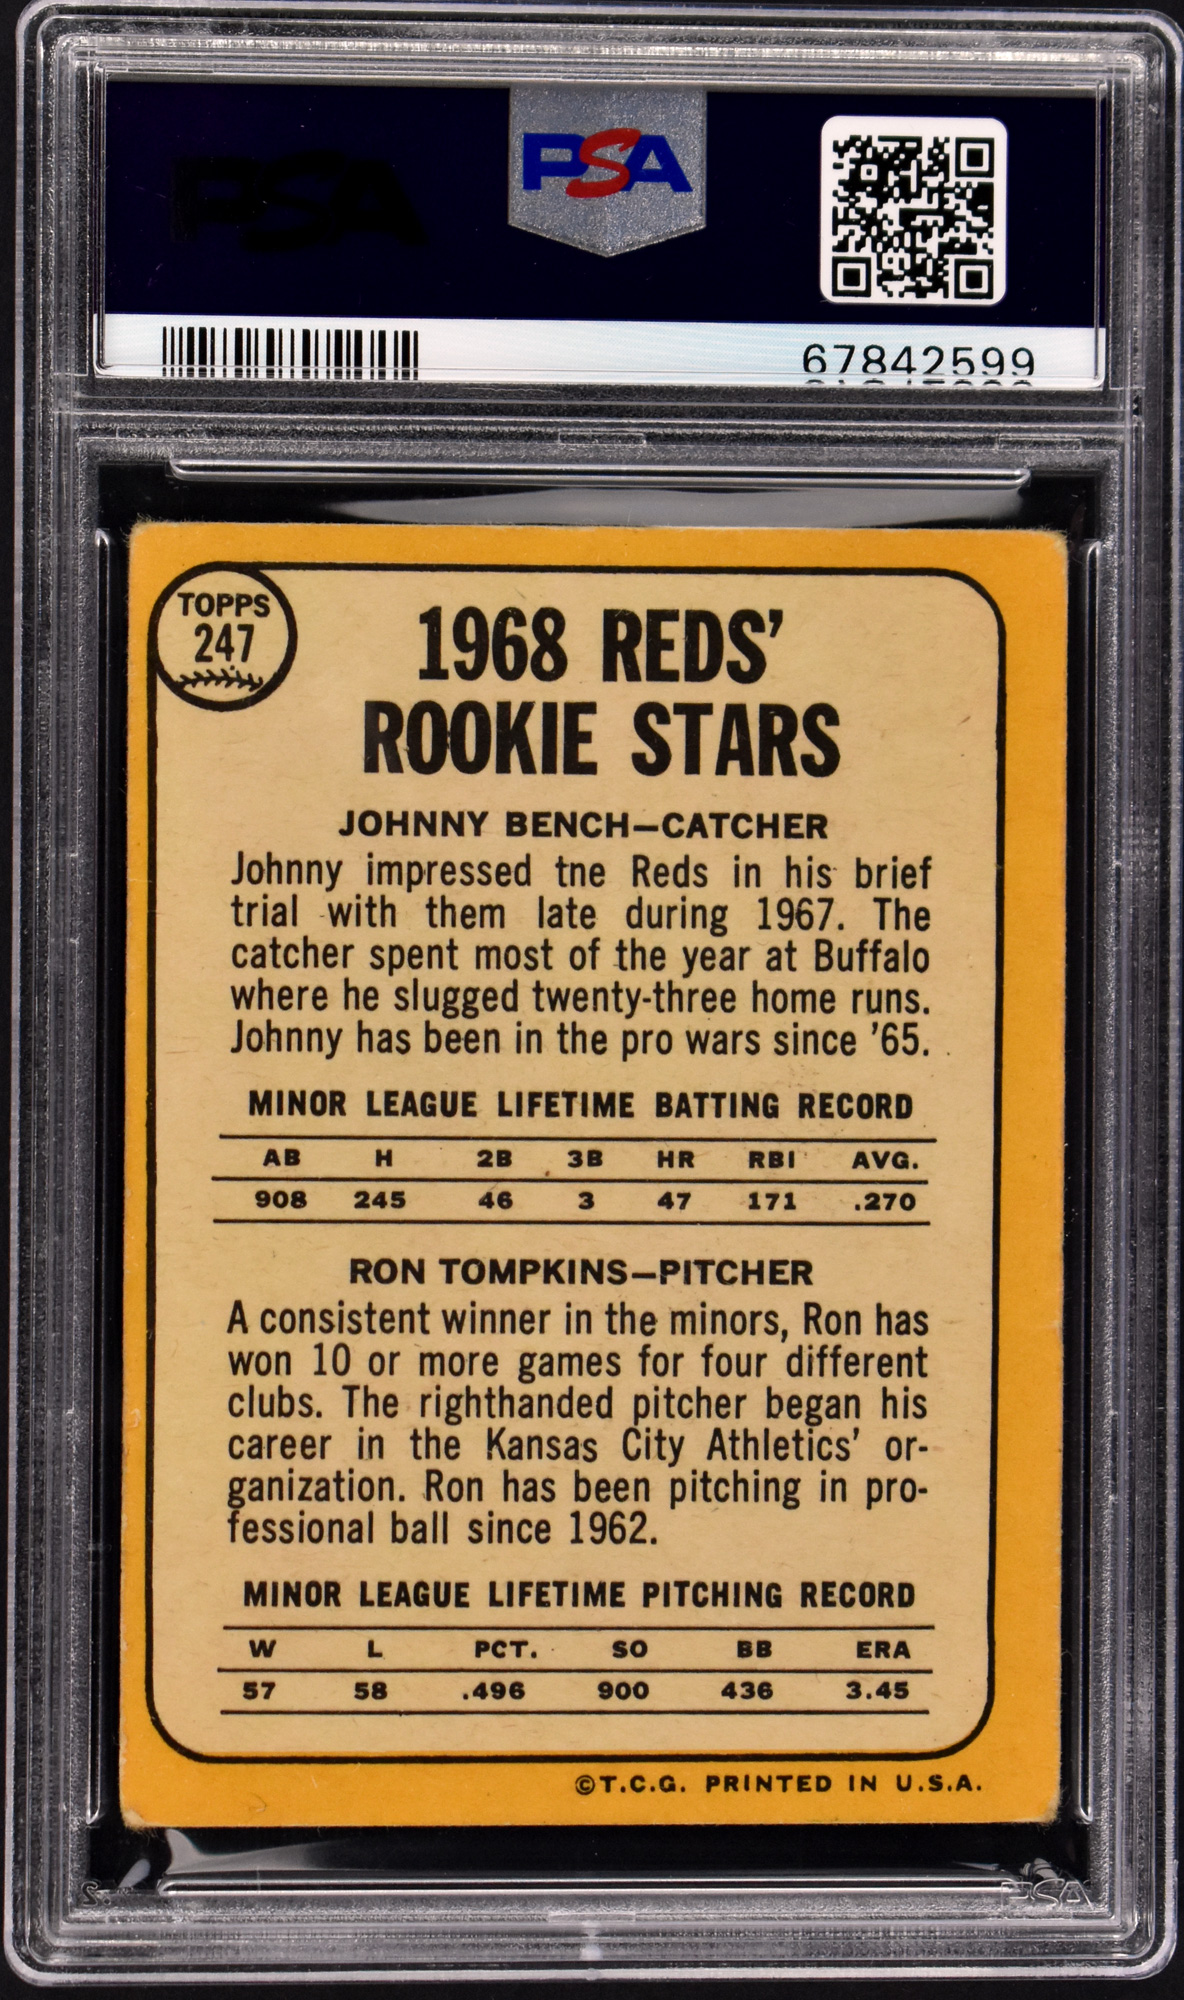 PSA
PSA
67842599
TOPPS
247
1968 REDS'
ROOKIE STARS
JOHNNY BENCH—CATCHER
Johnny impressed tne Reds in his brief
trial with them late during 1967. The
catcher spent most of the year at Buffalo
where he slugged twenty-three home runs.
Johnny has been in the pro wars since '65.
MINOR LEAGUE LIFETIME BATTING RECORD
AB H 2B 3B HR RBI AVG.
908 245 46 3 47 171 .270
RON TOMPKINS—PITCHER
A consistent winner in the minors, Ron has
won 10 or more games for four different
clubs. The righthanded pitcher began his
career in the Kansas City Athletics' or-
ganization. Ron has been pitching in pro-
fessional ball since 1962.
MINOR LEAGUE LIFETIME PITCHING RECORD
W L PCT. SO BB ERA
57 58 .496 900 436 3.45
©T.C.G. PRINTED IN U.S.A.
PSA